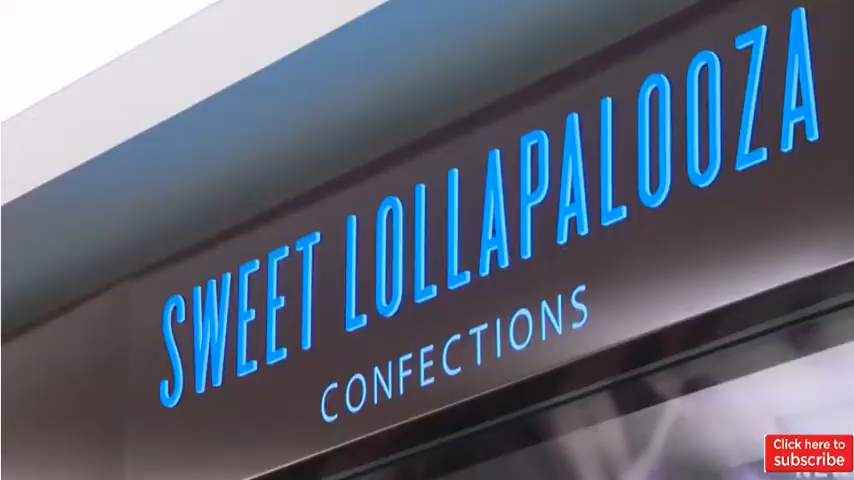 SWEET LOLLAPALOOZA
CONFECTIONS
Click here to
subscribe